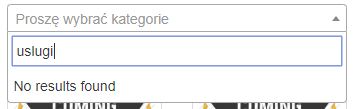 Proszę wybrać kategorie
uslugi
No results found